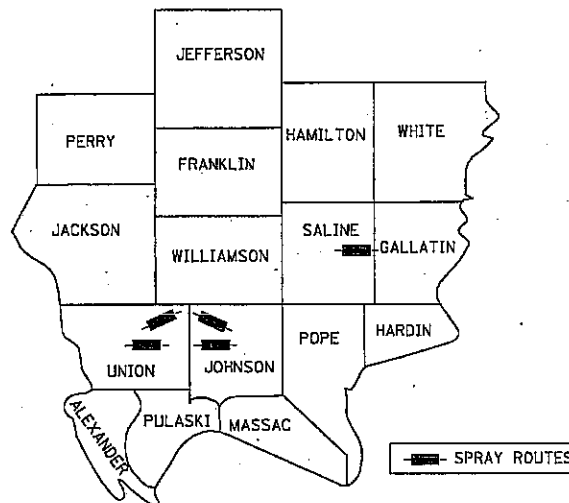 JEFFERSON
PERRY
HAMILTON
WHITE
FRANKLIN
JACKSON
SALINE
WILLIAMSON
GALLATIN
POPE
HARDIN
UNION
JOHNSON
ALEXANDER
PULASKI
MASSAC
SPRAY ROUTES